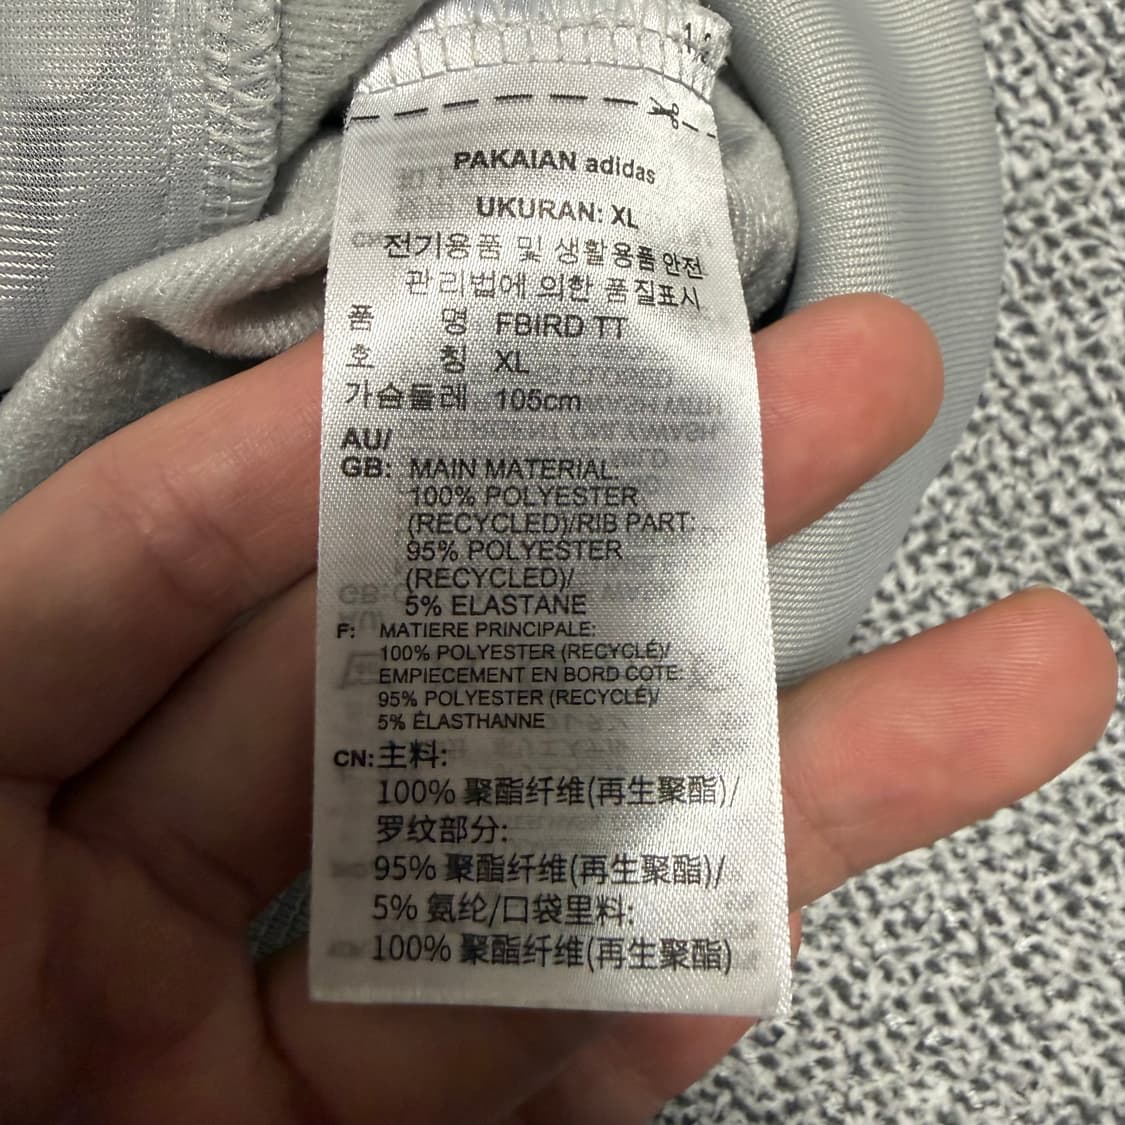 PAKAIAN adidas
UKURAN: XL
전기용품 및 생활용품안전
관리법에 의한 품질표시
품 명 FBIRD TT
호 칭 XL
가슴둘레 105cm
AU/
GB: MAIN MATERIAL:
100% POLYESTER
(RECYCLED)/RIB PART:
95% POLYESTER
(RECYCLED)/
5% ELASTANE
F: MATIERE PRINCIPALE:
100% POLYESTER (RECYCLÉ)/
EMPIECEMENT EN BORD COTE:
95% POLYESTER (RECYCLÉ)/
5% ÉLASTHANNE
CN: 主料:
100% 聚酯纤维(再生聚酯)/
罗纹部分:
95% 聚酯纤维(再生聚酯)/
5% 氨纶/口袋里料:
100% 聚酯纤维(再生聚酯)